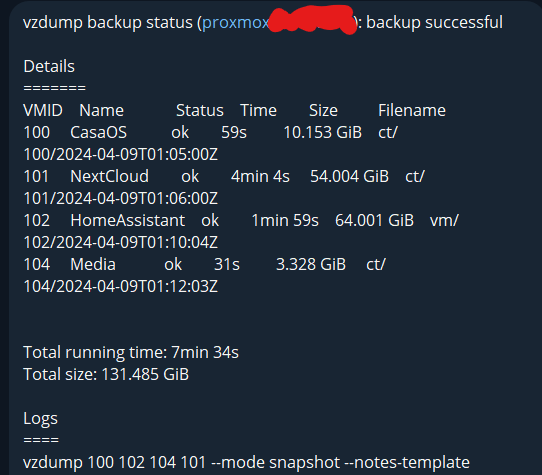 vzdump backup status (proxmox ): backup successful
Details
=======
VMID Name Status Time Size Filename
100 CasaOS ok 59s 10.153 GiB ct/
100/2024-04-09T01:05:00Z
101 NextCloud ok 4min 4s 54.004 GiB ct/
101/2024-04-09T01:06:00Z
102 HomeAssistant ok 1min 59s 64.001 GiB vm/
102/2024-04-09T01:10:04Z
104 Media ok 31s 3.328 GiB ct/
104/2024-04-09T01:12:03Z
Total running time: 7min 34s
Total size: 131.485 GiB
Logs
====
vzdump 100 102 104 101 --mode snapshot --notes-template